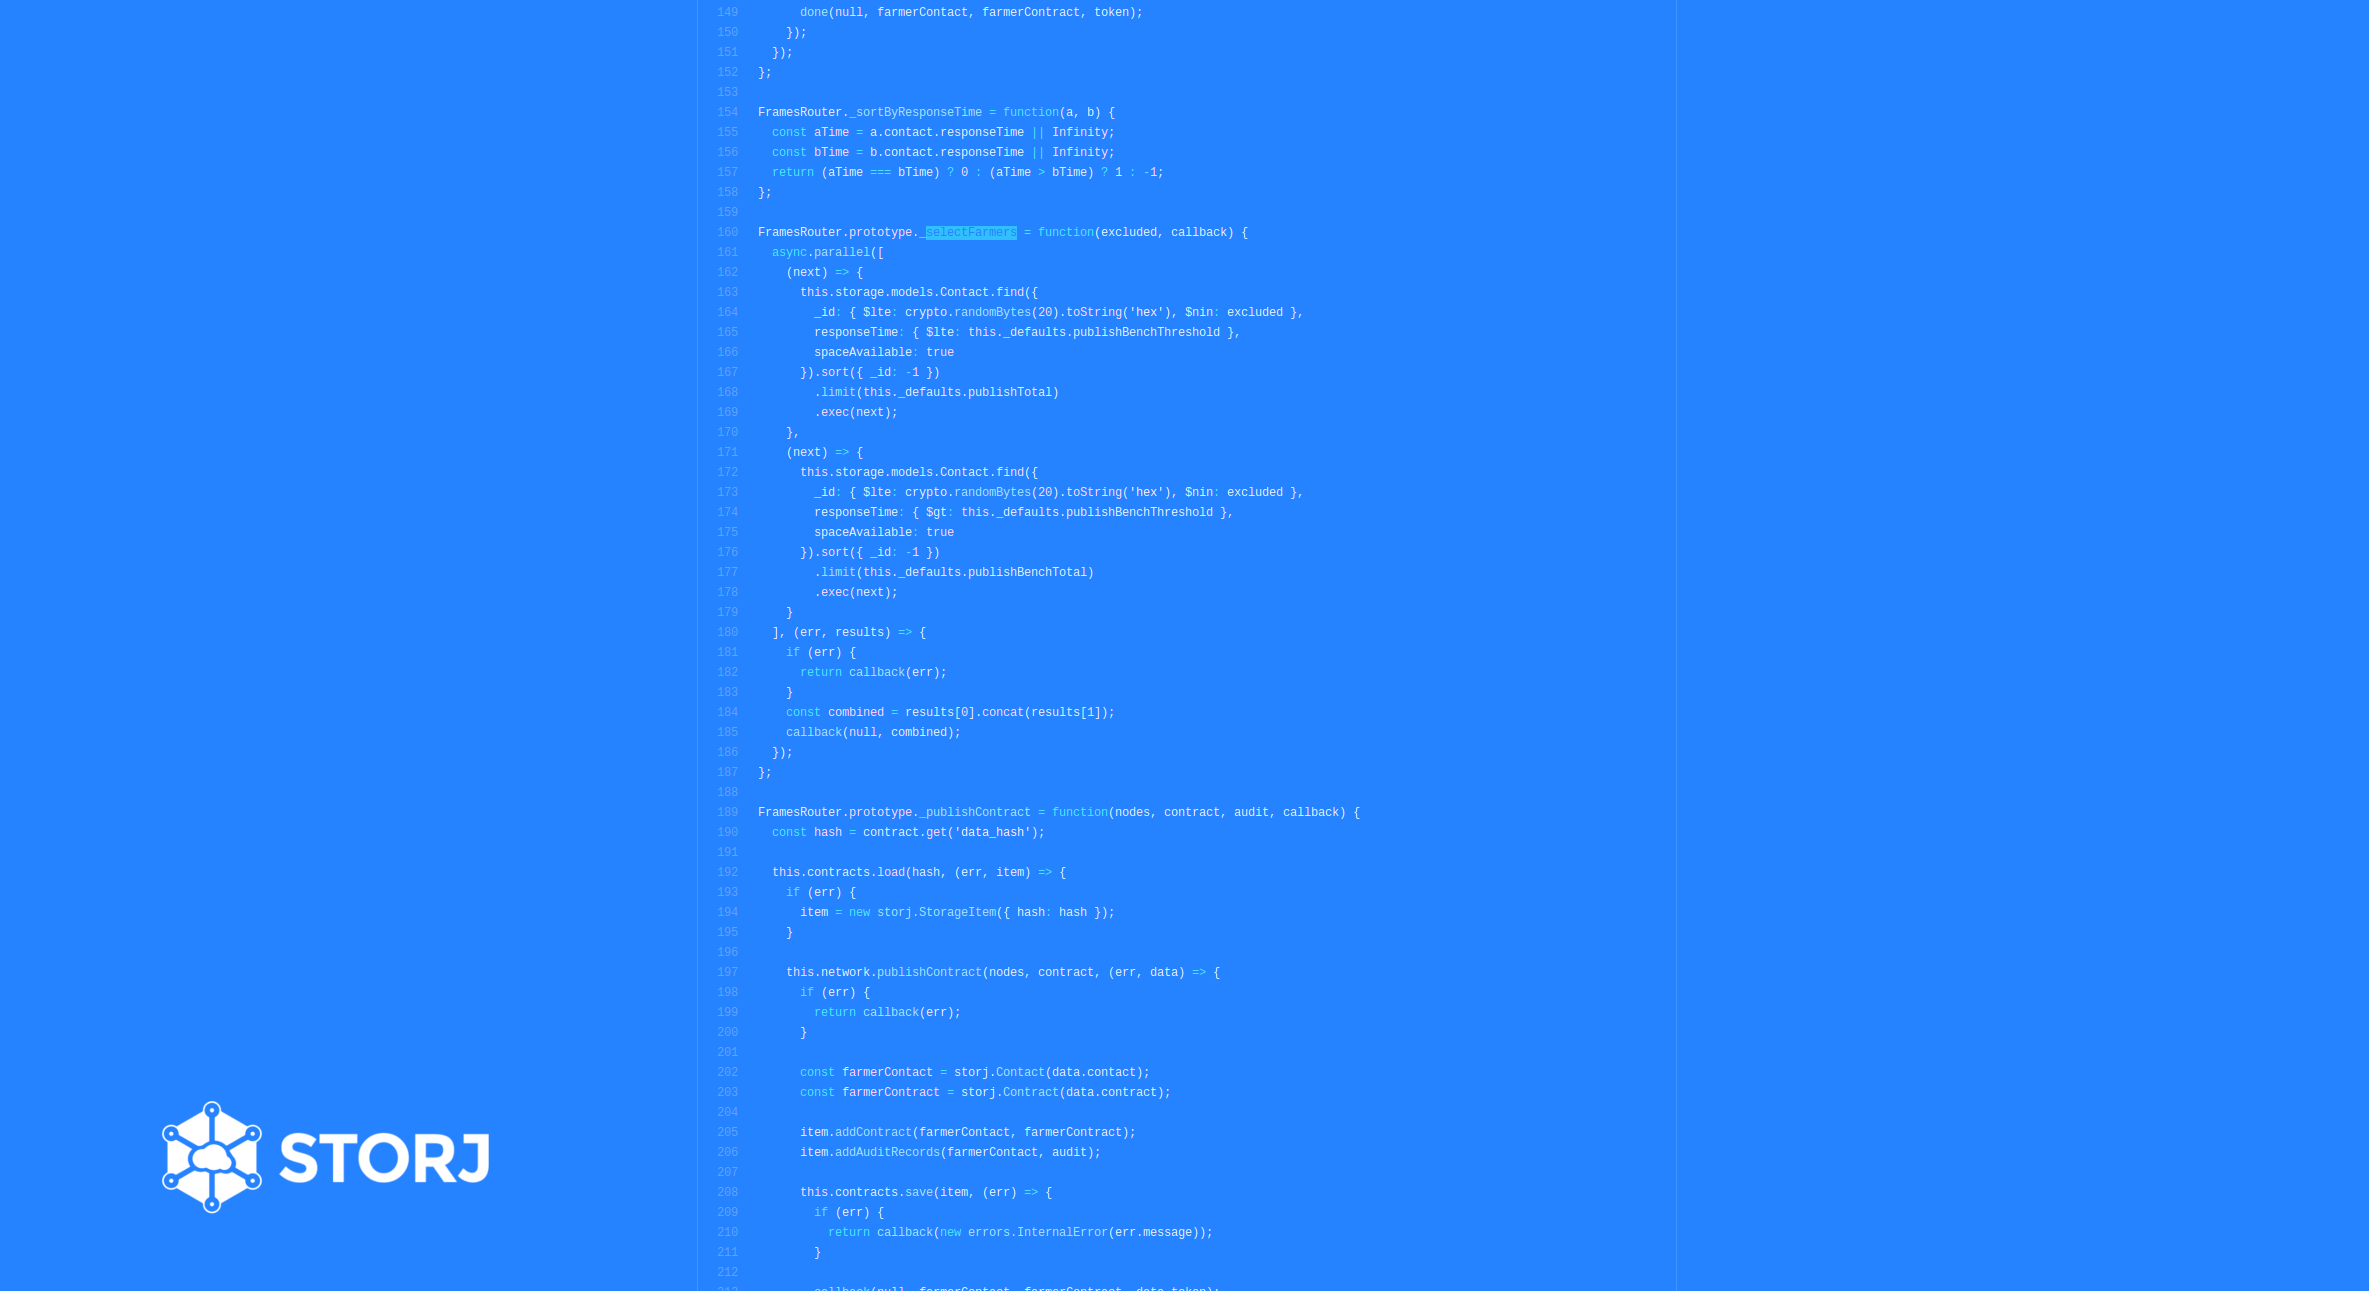 149 done(null, farmerContact, farmerContract, token);
150 });
151 });
152 };
153
154 FramesRouter._sortByResponseTime = function(a, b) {
155 const aTime = a.contact.responseTime || Infinity;
156 const bTime = b.contact.responseTime || Infinity;
157 return (aTime === bTime) ? 0 : (aTime > bTime) ? 1 : -1;
158 };
159
160 FramesRouter.prototype._selectFarmers = function(excluded, callback) {
161 async.parallel([
162 (next) => {
163 this.storage.models.Contact.find({
164 _id: { $lte: crypto.randomBytes(20).toString('hex'), $nin: excluded },
165 responseTime: { $lte: this._defaults.publishBenchThreshold },
166 spaceAvailable: true
167 }).sort({ _id: -1 })
168 .limit(this._defaults.publishTotal)
169 .exec(next);
170 },
171 (next) => {
172 this.storage.models.Contact.find({
173 _id: { $lte: crypto.randomBytes(20).toString('hex'), $nin: excluded },
174 responseTime: { $gt: this._defaults.publishBenchThreshold },
175 spaceAvailable: true
176 }).sort({ _id: -1 })
177 .limit(this._defaults.publishBenchTotal)
178 .exec(next);
179 }
180 ], (err, results) => {
181 if (err) {
182 return callback(err);
183 }
184 const combined = results[0].concat(results[1]);
185 callback(null, combined);
186 });
187 };
188
189 FramesRouter.prototype._publishContract = function(nodes, contract, audit, callback) {
190 const hash = contract.get('data_hash');
191
192 this.contracts.load(hash, (err, item) => {
193 if (err) {
194 item = new storj.StorageItem({ hash: hash });
195 }
196
197 this.network.publishContract(nodes, contract, (err, data) => {
198 if (err) {
199 return callback(err);
200 }
201
202 const farmerContact = storj.Contact(data.contact);
203 const farmerContract = storj.Contract(data.contract);
204
205 item.addContract(farmerContact, farmerContract);
206 item.addAuditRecords(farmerContact, audit);
207
208 this.contracts.save(item, (err) => {
209 if (err) {
210 return callback(new errors.InternalError(err.message));
211 }
212
213 callback(null, farmerContact, farmerContract, data.token);
STORJ